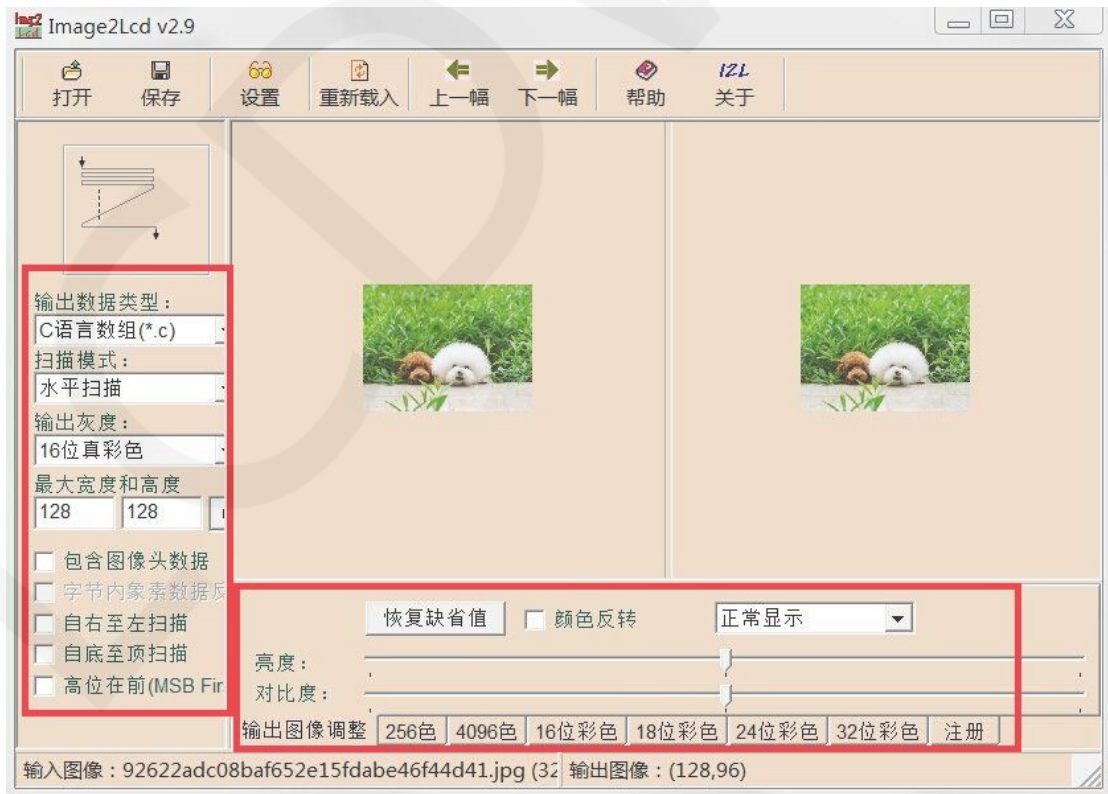 Image2Lcd v2.9
打开 保存 设置 重新载入 上一幅 下一幅 帮助 关于
输出数据类型：
C语言数组(*.c)
扫描模式：
水平扫描
输出灰度：
16位真彩色
最大宽度和高度
128 128
包含图像头数据
字节内象素数据反
自右至左扫描
自底至顶扫描
高位在前(MSB Fir
恢复缺省值 颜色反转 正常显示
亮度：
对比度：
输出图像调整 256色 4096色 16位彩色 18位彩色 24位彩色 32位彩色 注册
输入图像：92622adc08baf652e15fdabe46f44d41.jpg (32 输出图像：(128,96)